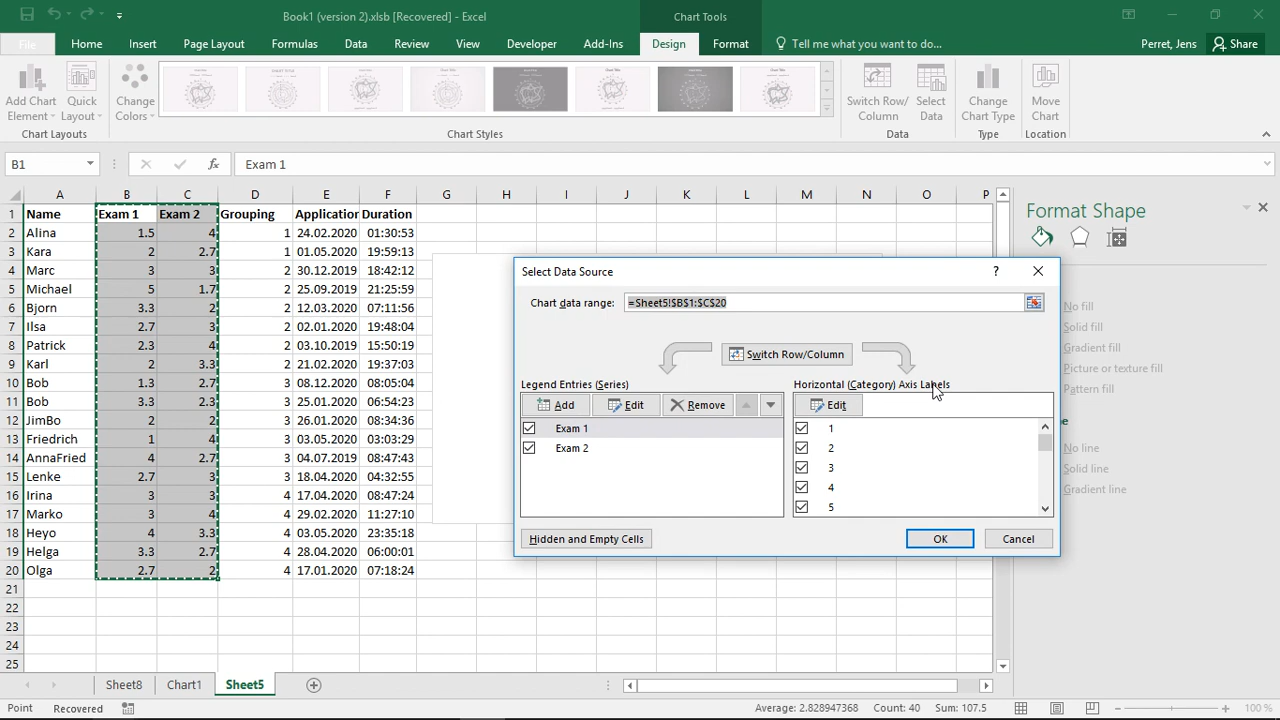 Book1 (version 2).xlsb [Recovered] - Excel
Chart Tools
File Home Insert Page Layout Formulas Data Review View Developer Add-Ins Design Format Tell me what you want to do... Perret, Jens Share
Add Chart Element
Quick Layout
Change Colors
Switch Row/ Column
Select Data
Change Chart Type
Move Chart
Chart Layouts Chart Styles Data Type Location
B1 fx Exam 1
A B C D E F G H I J K L M N O P
1 Name Exam 1 Exam 2 Grouping Application Duration
2 Alina 1.5 4 1 24.02.2020 01:30:53
3 Kara 2 2.7 1 01.05.2020 19:59:13
4 Marc 3 3 2 30.12.2019 18:42:12
5 Michael 5 1.7 2 25.09.2019 21:25:59
6 Bjorn 3.3 2 2 03.12.2020 07:11:56
7 Ilsa 2.7 3 2 02.01.2020 19:48:04
8 Patrick 2.3 4 2 03.10.2019 15:50:19
9 Karl 2 3.3 2 21.02.2020 19:37:03
10 Bob 1.3 2.7 3 08.12.2020 08:05:04
11 Bob 3.3 2.3 3 25.01.2020 06:54:23
12 JimBo 2 2 3 26.01.2020 08:34:36
13 Friedrich 1 4 3 03.05.2020 03:03:29
14 AnnaFried 4 2.7 3 04.07.2019 08:47:43
15 Lenke 2.7 3 3 18.04.2020 04:32:55
16 Irina 3 3 4 17.04.2020 08:47:24
17 Marko 3 4 4 29.02.2020 11:27:10
18 Heyo 4 3.3 4 03.05.2020 23:35:18
19 Helga 3.3 2.7 4 28.04.2020 06:00:01
20 Olga 2.7 2 4 17.01.2020 07:18:24
21
22
23
24
25
Select Data Source ?
Chart data range: =Sheet5!$B$1:$C$20
Switch Row/Column
Legend Entries (Series)
Add Edit Remove
Exam 1
Exam 2
Horizontal (Category) Axis Labels
Edit
1
2
3
4
5
Hidden and Empty Cells OK Cancel
Format Shape
No fill
Solid fill
Gradient fill
Picture or texture fill
Pattern fill
No line
Solid line
Gradient line
Sheet8 Chart1 Sheet5
Point Recovered Average: 2.828947368 Count: 40 Sum: 107.5 100 %